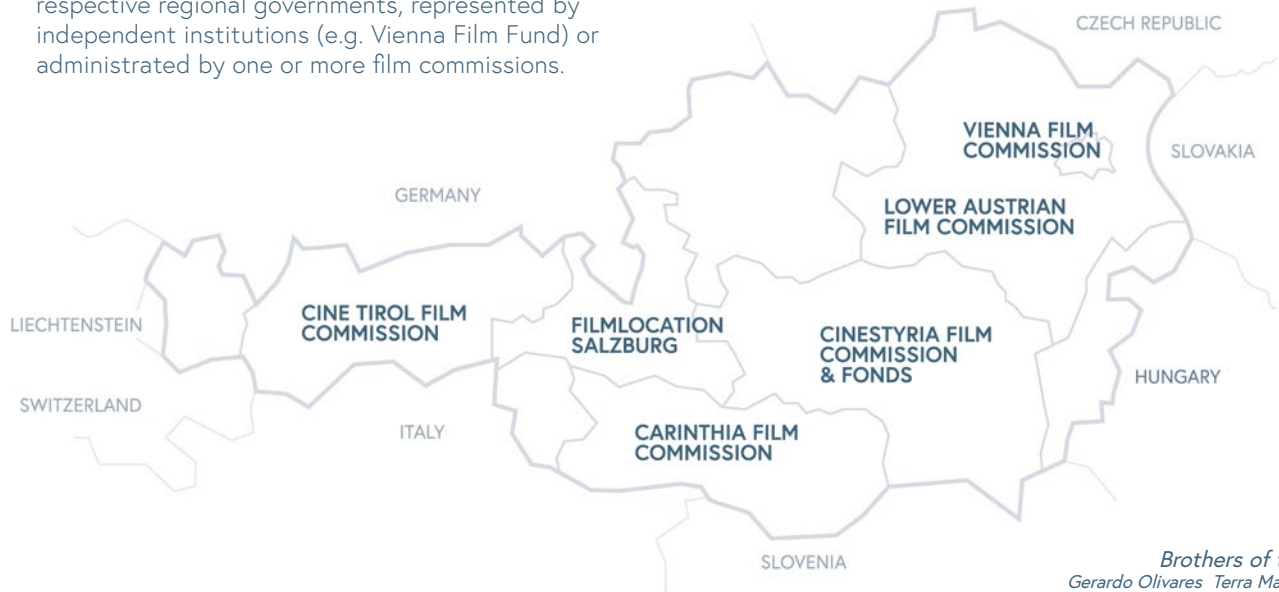 respective regional governments, represented by
independent institutions (e.g. Vienna Film Fund) or
administrated by one or more film commissions.
CZECH REPUBLIC
VIENNA FILM
COMMISSION
SLOVAKIA
GERMANY
LOWER AUSTRIAN
FILM COMMISSION
LIECHTENSTEIN
CINE TIROL FILM
COMMISSION
FILMLOCATION
SALZBURG
CINESTYRIA FILM
COMMISSION
& FONDS
HUNGARY
SWITZERLAND
ITALY
CARINTHIA FILM
COMMISSION
SLOVENIA
Brothers of
Gerardo Olivares Terra